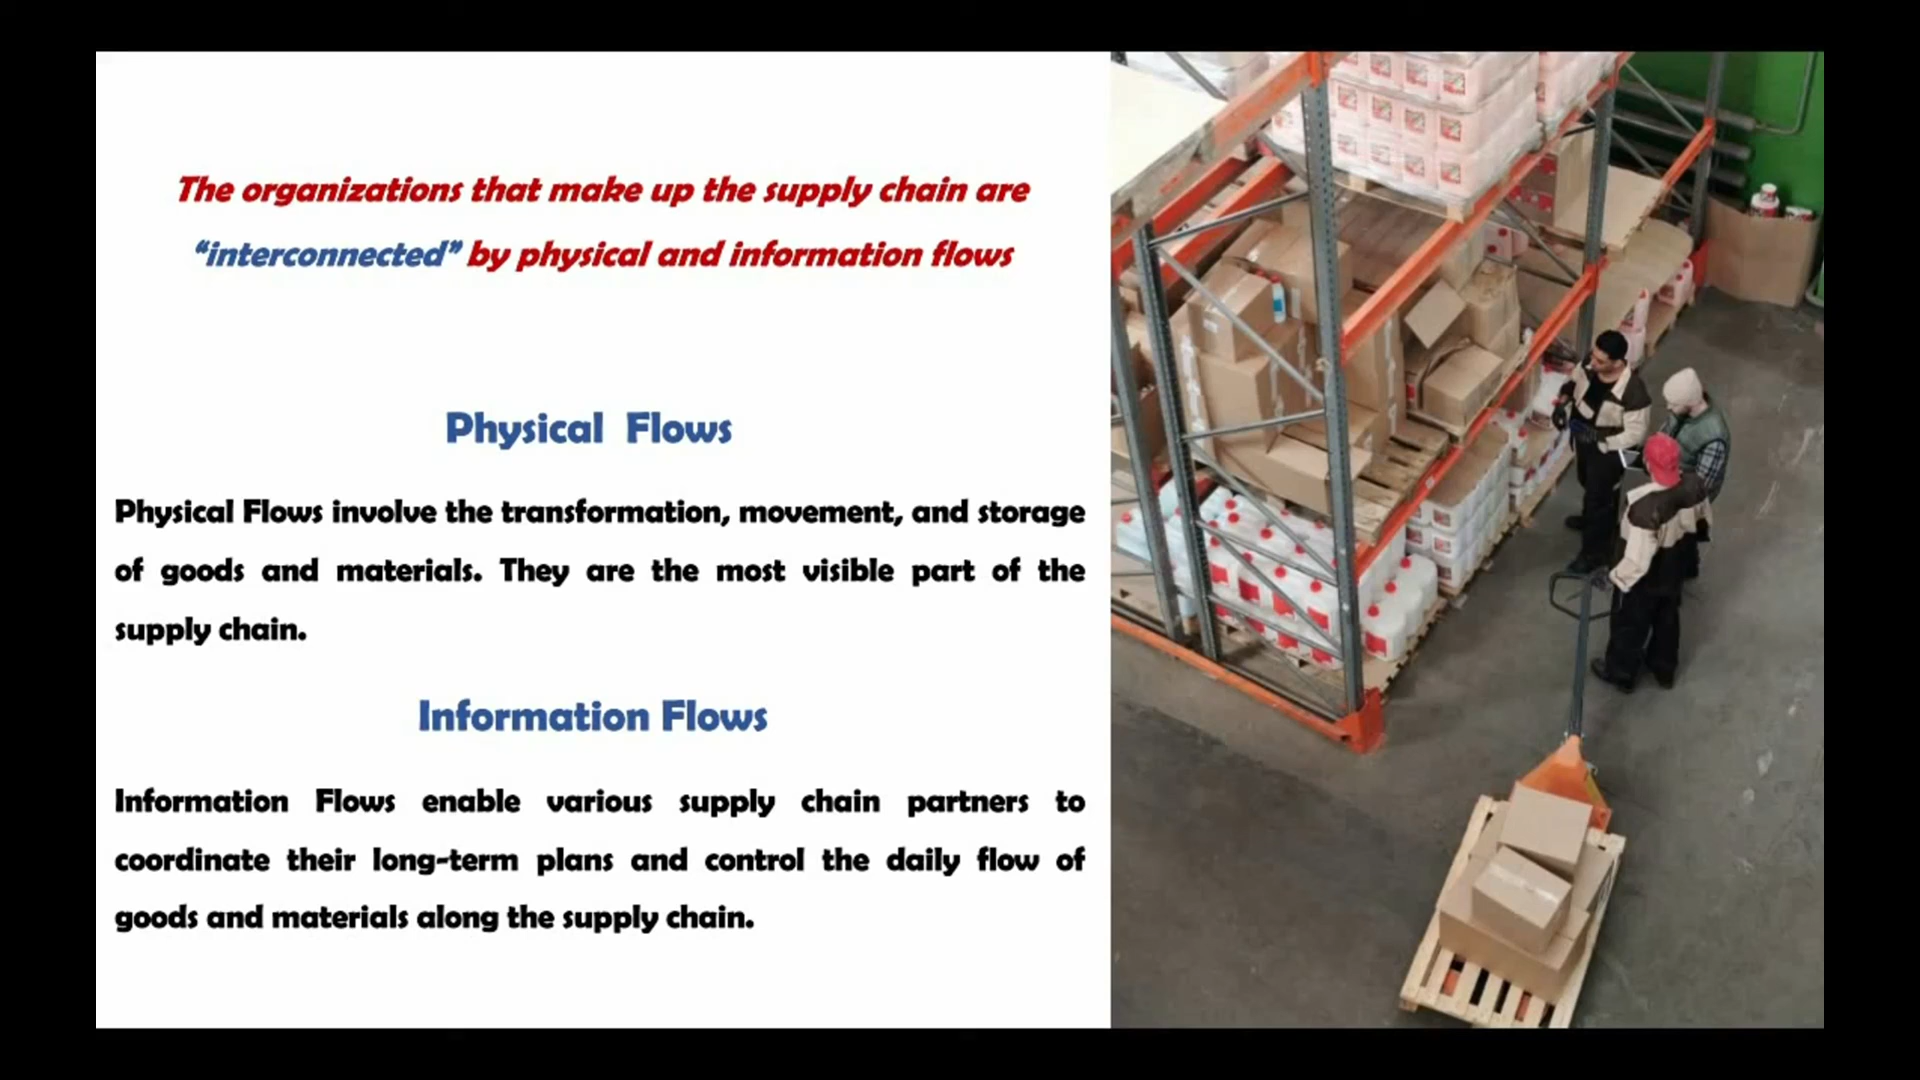 The organizations that make up the supply chain are
“interconnected” by physical and information flows
Physical Flows
Physical Flows involve the transformation, movement, and storage
of goods and materials. They are the most visible part of the
supply chain.
Information Flows
Information Flows enable various supply chain partners to
coordinate their long-term plans and control the daily flow of
goods and materials along the supply chain.